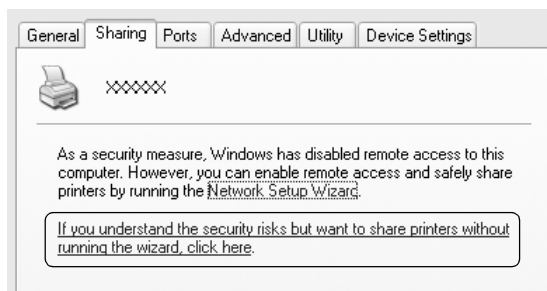 General Sharing Ports Advanced Utility Device Settings
xxxxxx
As a security measure, Windows has disabled remote access to this
computer. However, you can enable remote access and safely share
printers by running the Network Setup Wizard.
If you understand the security risks but want to share printers without
running the wizard, click here.